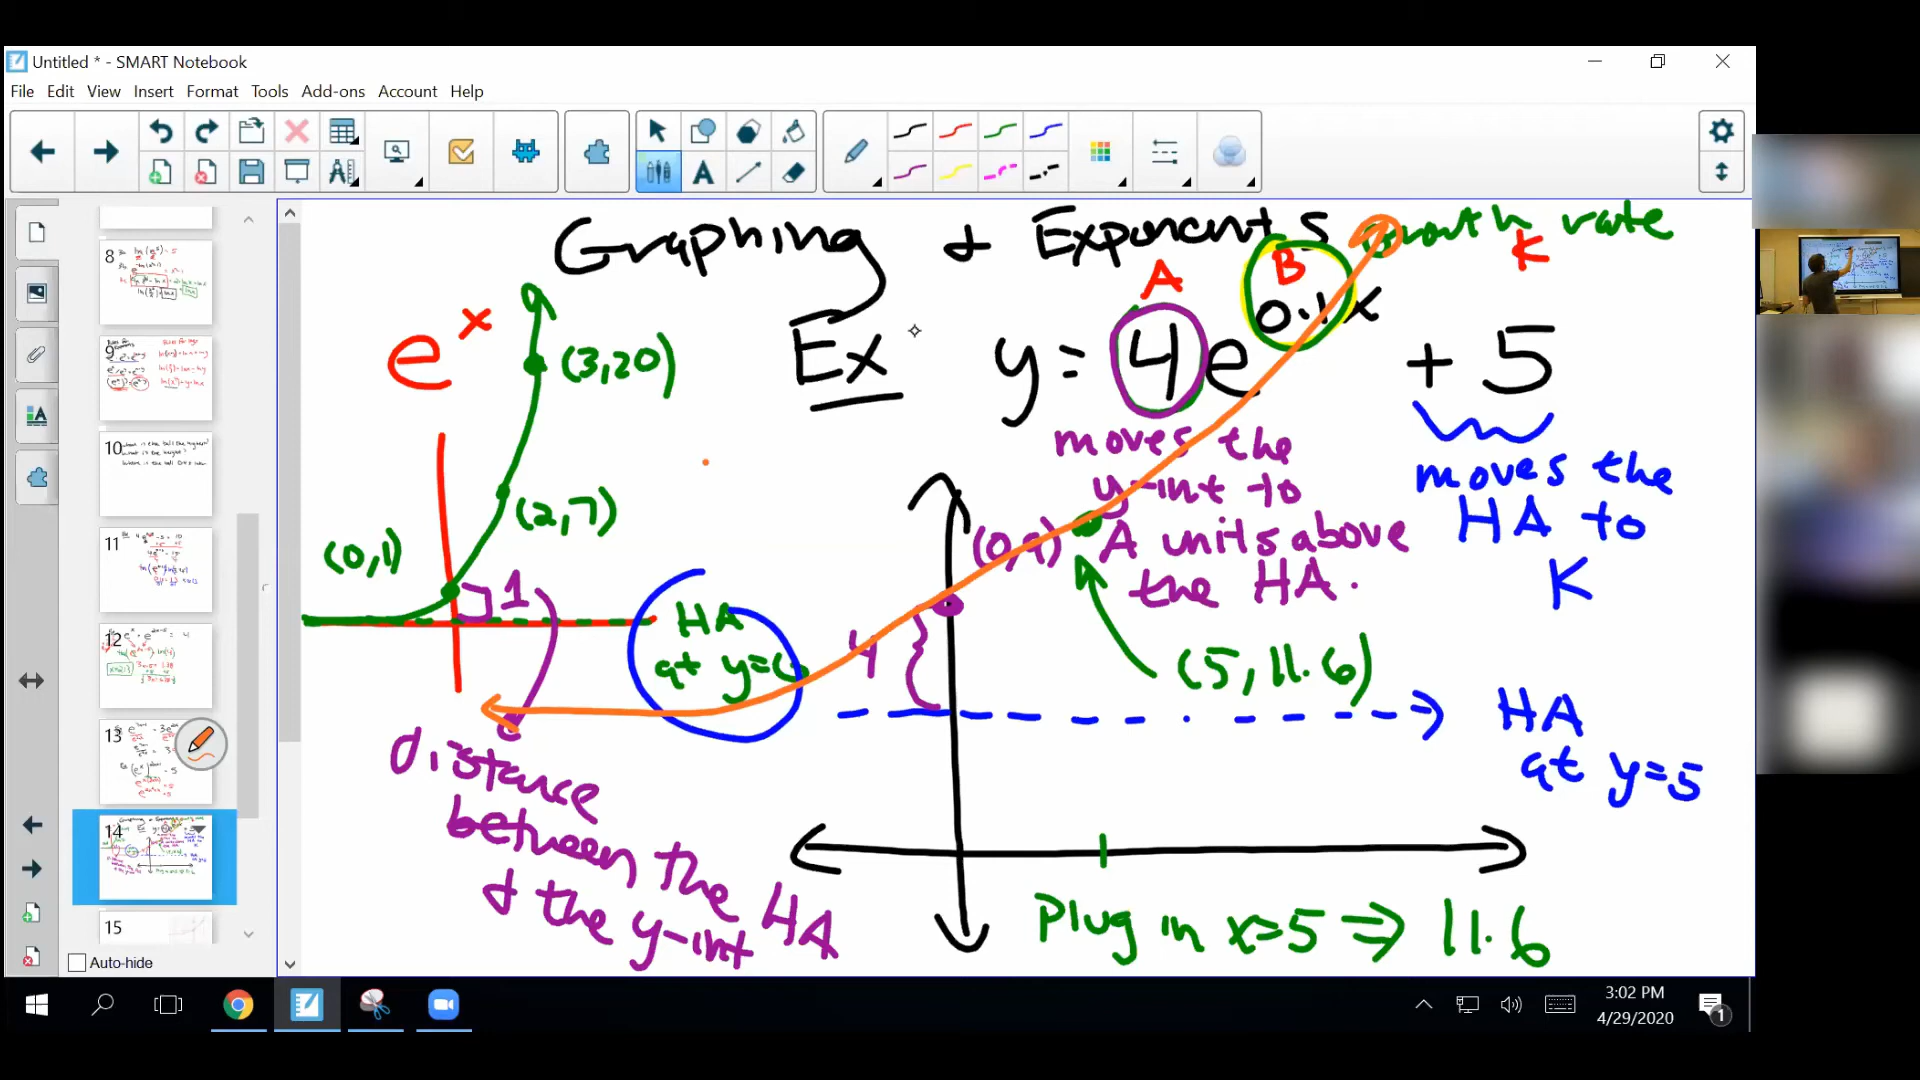 Untitled * - SMART Notebook
File Edit View Insert Format Tools Add-ons Account Help
Graphing & Exponents growth rate
K
A B
e^x
Ex y = 4e^0.1x + 5
(3,20)
moves the
y-int to
A units above
the HA.
moves the
HA to
K
(2,7)
(0,1)
(0,9)
1
HA
at y=0
4
(5, 11.6)
HA
at y=5
distance
between the HA
& the y-int
Plug in x=5 ⇒ 11.6
8
9
10
11
12
13
14
15
Auto-hide
3:02 PM
4/29/2020
1